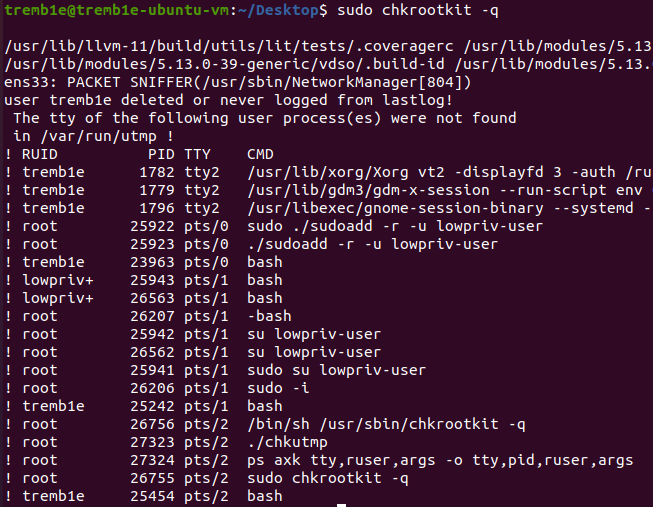 tremb1e@tremb1e-ubuntu-vm:~/Desktop$ sudo chkrootkit -q
/usr/lib/llvm-11/build/utils/lit/tests/.coveragerc /usr/lib/modules/5.13
/usr/lib/modules/5.13.0-39-generic/vdso/.build-id /usr/lib/modules/5.13.
ens33: PACKET SNIFFER(/usr/sbin/NetworkManager[804])
user tremb1e deleted or never logged from lastlog!
 The tty of the following user process(es) were not found
 in /var/run/utmp !
! RUID          PID TTY    CMD
! tremb1e      1782 tty2   /usr/lib/xorg/Xorg vt2 -displayfd 3 -auth /ru
! tremb1e      1779 tty2   /usr/lib/gdm3/gdm-x-session --run-script env
! tremb1e      1796 tty2   /usr/libexec/gnome-session-binary --systemd -
! root        25922 pts/0  sudo ./sudoadd -r -u lowpriv-user
! root        25923 pts/0  ./sudoadd -r -u lowpriv-user
! tremb1e     23963 pts/0  bash
! lowpriv+    25943 pts/1  bash
! lowpriv+    26563 pts/1  bash
! root        26207 pts/1  -bash
! root        25942 pts/1  su lowpriv-user
! root        26562 pts/1  su lowpriv-user
! root        25941 pts/1  sudo su lowpriv-user
! root        26206 pts/1  sudo -i
! tremb1e     25242 pts/1  bash
! root        26756 pts/2  /bin/sh /usr/sbin/chkrootkit -q
! root        27323 pts/2  ./chkutmp
! root        27324 pts/2  ps axk tty,ruser,args -o tty,pid,ruser,args
! root        26755 pts/2  sudo chkrootkit -q
! tremb1e     25454 pts/2  bash